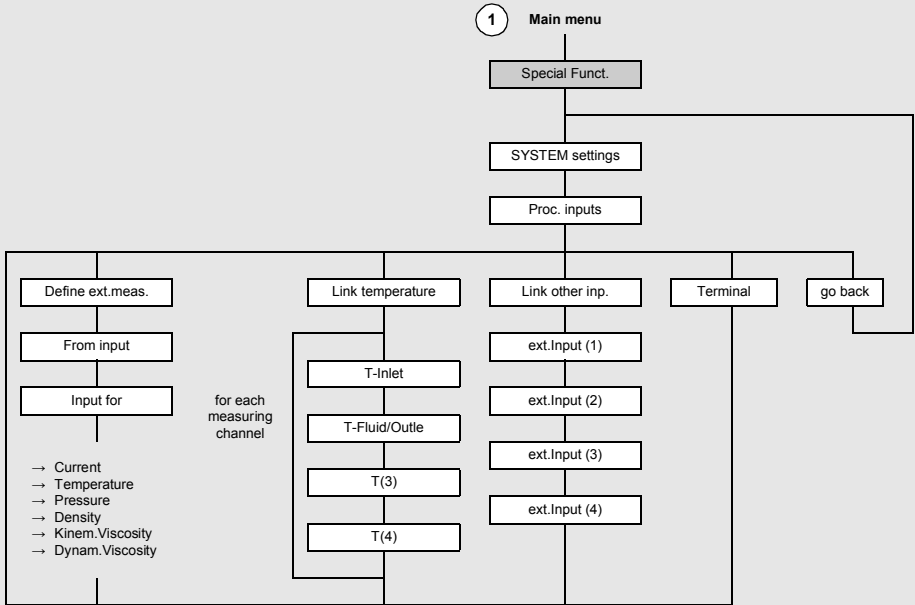 1 Main menu
Special Funct.
SYSTEM settings
Proc. inputs
Define ext.meas.
From input
Input for
→ Current
→ Temperature
→ Pressure
→ Density
→ Kinem.Viscosity
→ Dynam.Viscosity
for each
measuring
channel
Link temperature
T-Inlet
T-Fluid/Outle
T(3)
T(4)
Link other inp.
ext.Input (1)
ext.Input (2)
ext.Input (3)
ext.Input (4)
Terminal
go back